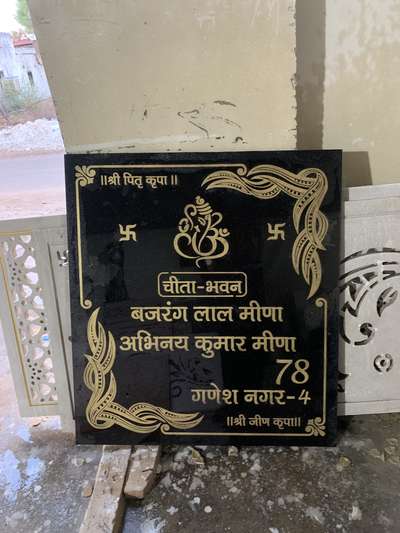 ॥श्री पितृ कृपा॥
चीता-भवन
बजरंग लाल मीणा
अभिनय कुमार मीणा
78
गणेश नगर-4
॥श्री जीण कृपा॥